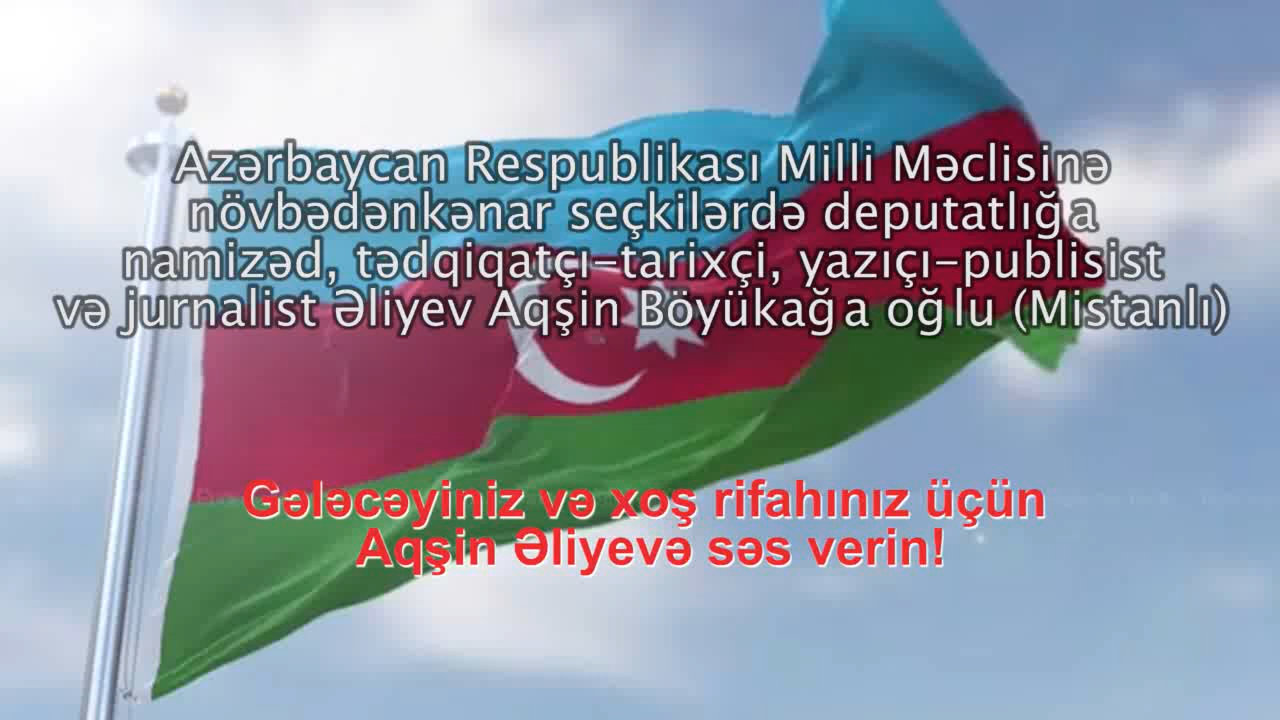 Azərbaycan Respublikası Milli Məclisinə
növbədənkənar seçkilərdə deputatlığa
namizəd, tədqiqatçı-tarixçi, yazıçı-publisist
və jurnalist Əliyev Aqşin Böyükağa oğlu (Mistanlı)
Gələcəyiniz və xoş rifahınız üçün
Aqşin Əliyevə səs verin!